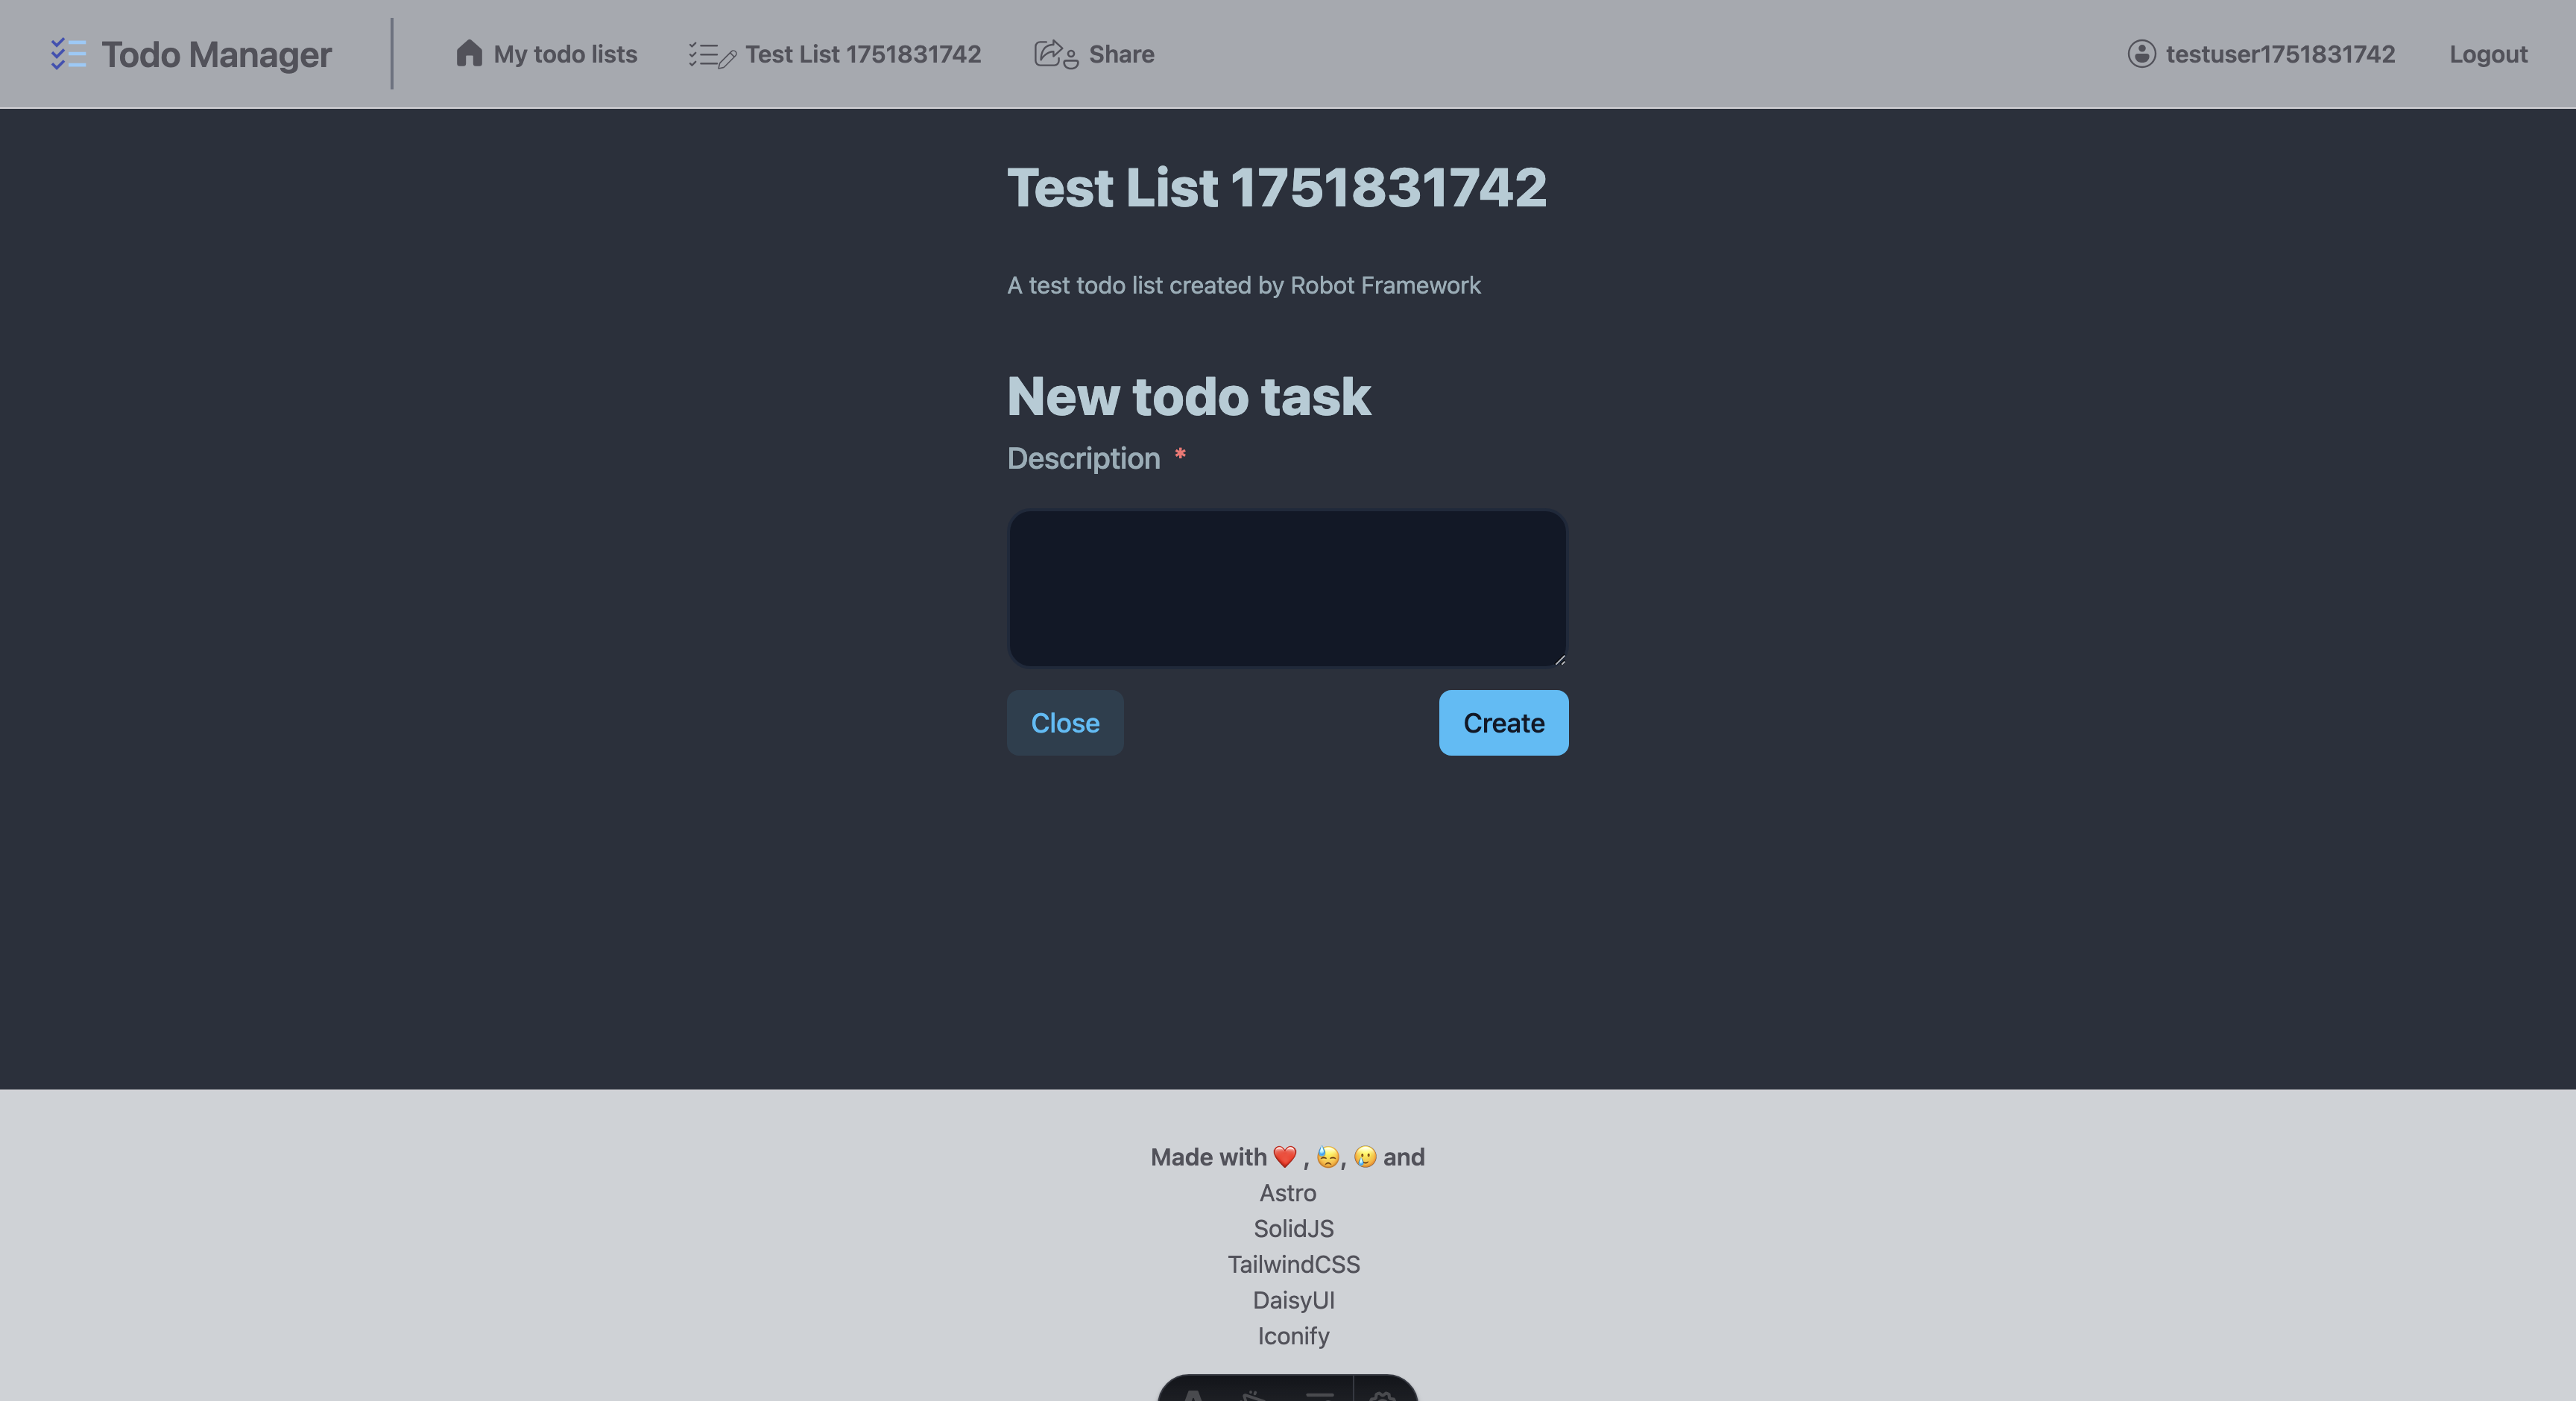 Todo Manager
My todo lists
Test List 1751831742
Share
testuser1751831742
Logout
Test List 1751831742
A test todo list created by Robot Framework
New todo task
Description *
Close
Create
Made with ❤️ , 😓, 🥲 and
Astro
SolidJS
TailwindCSS
DaisyUI
Iconify